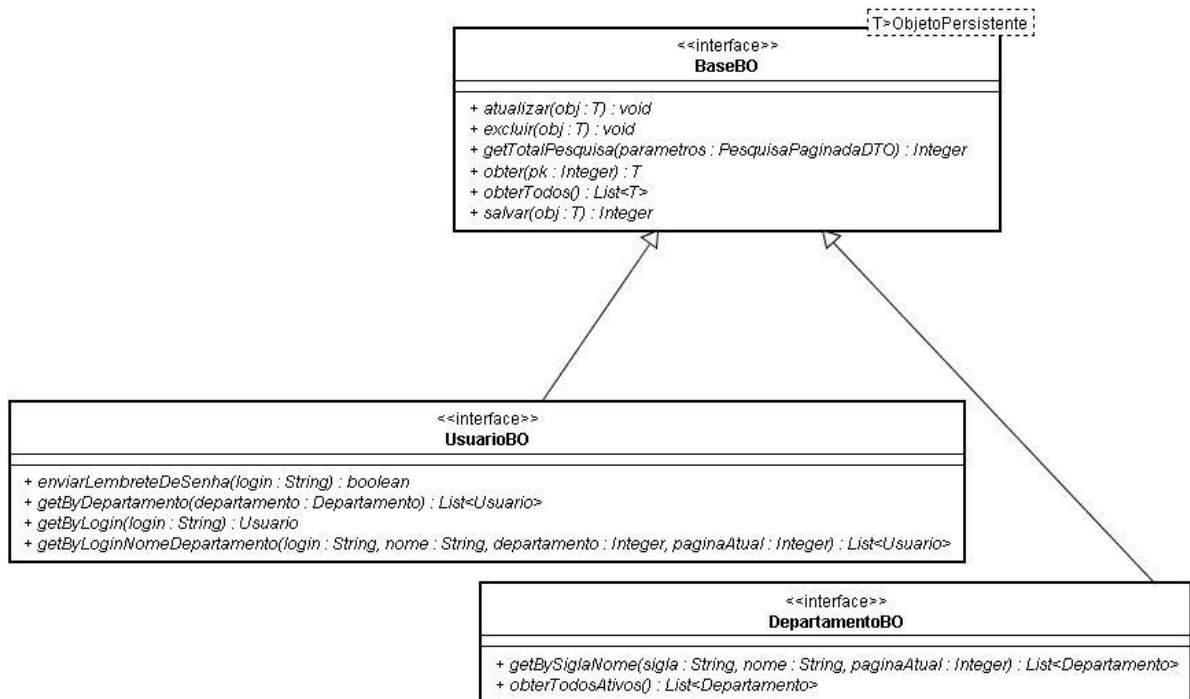 T>ObjetoPersistente
<<interface>>
BaseBO
+ atualizar(obj : T) : void
+ excluir(obj : T) : void
+ getTotalPesquisa(parametros : PesquisaPaginadaDTO) : Integer
+ obter(pk : Integer) : T
+ obterTodos() : List<T>
+ salvar(obj : T) : Integer
<<interface>>
UsuarioBO
+ enviarLembreteDeSenha(login : String) : boolean
+ getByDepartamento(departamento : Departamento) : List<Usuario>
+ getByLogin(login : String) : Usuario
+ getByLoginNomeDepartamento(login : String, nome : String, departamento : Integer, paginaAtual : Integer) : List<Usuario>
<<interface>>
DepartamentoBO
+ getBySiglaNome(sigla : String, nome : String, paginaAtual : Integer) : List<Departamento>
+ obterTodosAtivos() : List<Departamento>